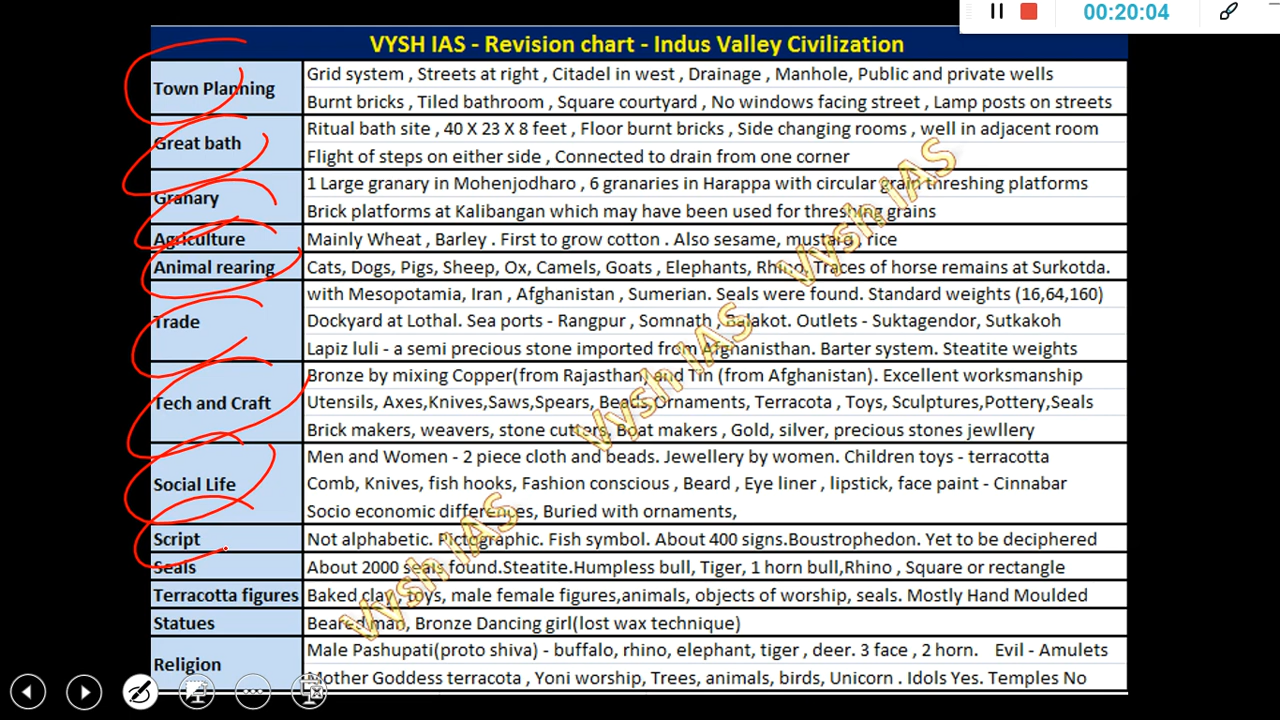 00:20:04
VYSH IAS - Revision chart - Indus Valley Civilization
Town Planning
Grid system , Streets at right , Citadel in west , Drainage , Manhole, Public and private wells
Burnt bricks , Tiled bathroom , Square courtyard , No windows facing street , Lamp posts on streets
Great bath
Ritual bath site , 40 X 23 X 8 feet , Floor burnt bricks , Side changing rooms , well in adjacent room
Flight of steps on either side , Connected to drain from one corner
Granary
1 Large granary in Mohenjodharo , 6 granaries in Harappa with circular grain threshing platforms
Brick platforms at Kalibangan which may have been used for threshing grains
Agriculture
Mainly Wheat , Barley . First to grow cotton . Also sesame, mustard , rice
Animal rearing
Cats, Dogs, Pigs, Sheep, Ox, Camels, Goats , Elephants, Rhino, Traces of horse remains at Surkotda.
Trade
with Mesopotamia, Iran , Afghanistan , Sumerian. Seals were found. Standard weights (16,64,160)
Dockyard at Lothal. Sea ports - Rangpur , Somnath , Balakot. Outlets - Suktagendor, Sutkakoh
Lapiz luli - a semi precious stone imported from Afghanisthan. Barter system. Steatite weights
Tech and Craft
Bronze by mixing Copper(from Rajasthan) and Tin (from Afghanistan). Excellent worksmanship
Utensils, Axes,Knives,Saws,Spears, Beads,Ornaments, Terracota , Toys, Sculptures,Pottery,Seals
Brick makers, weavers, stone cutters, Boat makers , Gold, silver, precious stones jewllery
Social Life
Men and Women - 2 piece cloth and beads. Jewellery by women. Children toys - terracotta
Comb, Knives, fish hooks, Fashion conscious , Beard , Eye liner , lipstick, face paint - Cinnabar
Socio economic differences, Buried with ornaments,
Script
Not alphabetic. Pictographic. Fish symbol. About 400 signs.Boustrophedon. Yet to be deciphered
Seals
About 2000 seals found.Steatite.Humpless bull, Tiger, 1 horn bull,Rhino , Square or rectangle
Terracotta figures
Baked clay , toys, male female figures,animals, objects of worship, seals. Mostly Hand Moulded
Statues
Beared man, Bronze Dancing girl(lost wax technique)
Religion
Male Pashupati(proto shiva) - buffalo, rhino, elephant, tiger , deer. 3 face , 2 horn. Evil - Amulets
Mother Goddess terracota , Yoni worship, Trees, animals, birds, Unicorn . Idols Yes. Temples No
Vysh IAS
Vysh IAS
Vysh IAS